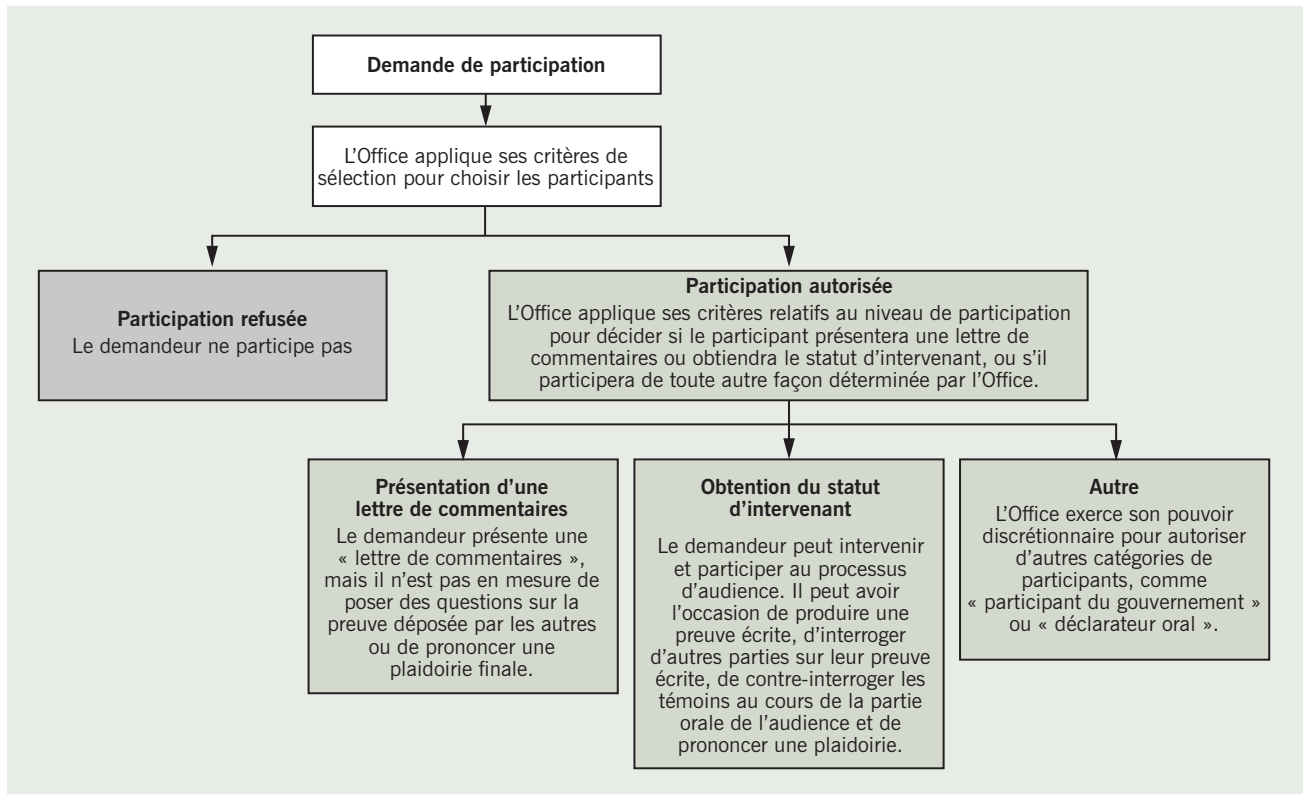 Demande de participation
L’Office applique ses critères de
sélection pour choisir les participants
Participation refusée
Le demandeur ne participe pas
Participation autorisée
L’Office applique ses critères relatifs au niveau de participation
pour décider si le participant présentera une lettre de
commentaires ou obtiendra le statut d’intervenant, ou s’il
participera de toute autre façon déterminée par l’Office.
Présentation d’une
lettre de commentaires
Le demandeur présente une
« lettre de commentaires »,
mais il n’est pas en mesure de
poser des questions sur la
preuve déposée par les autres
ou de prononcer une
plaidoirie finale.
Obtention du statut
d’intervenant
Le demandeur peut intervenir
et participer au processus
d’audience. Il peut avoir
l’occasion de produire une
preuve écrite, d’interroger
d’autres parties sur leur preuve
écrite, de contre-interroger les
témoins au cours de la partie
orale de l’audience et de
prononcer une plaidoirie.
Autre
L’Office exerce son pouvoir
discrétionnaire pour autoriser
d’autres catégories de
participants, comme
« participant du gouvernement »
ou « déclarateur oral ».